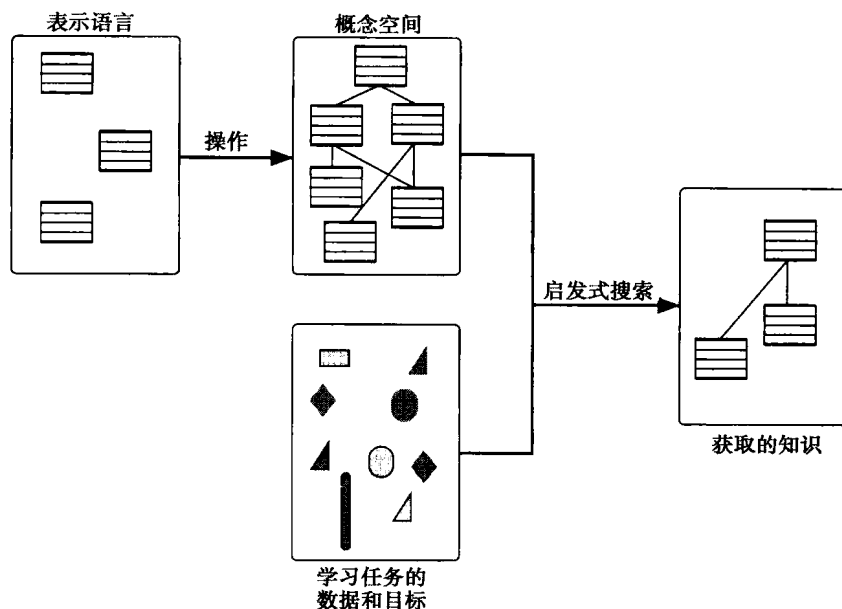 表示语言
概念空间
操作
启发式搜索
获取的知识
学习任务的
数据和目标